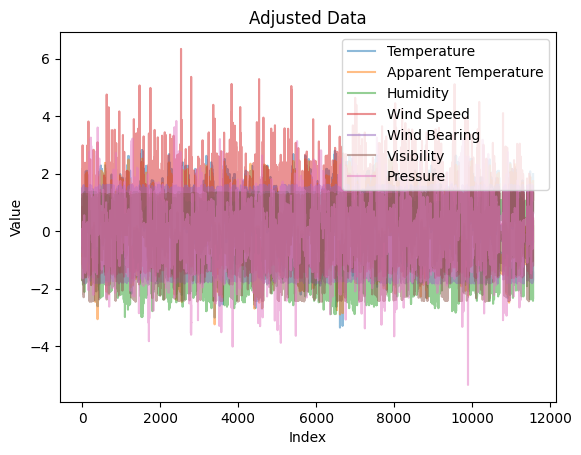 Adjusted Data
Temperature
Apparent Temperature
Humidity
Wind Speed
Wind Bearing
Visibility
Pressure
6
4
2
0
−2
−4
Value
0
2000
4000
6000
8000
10000
12000
Index